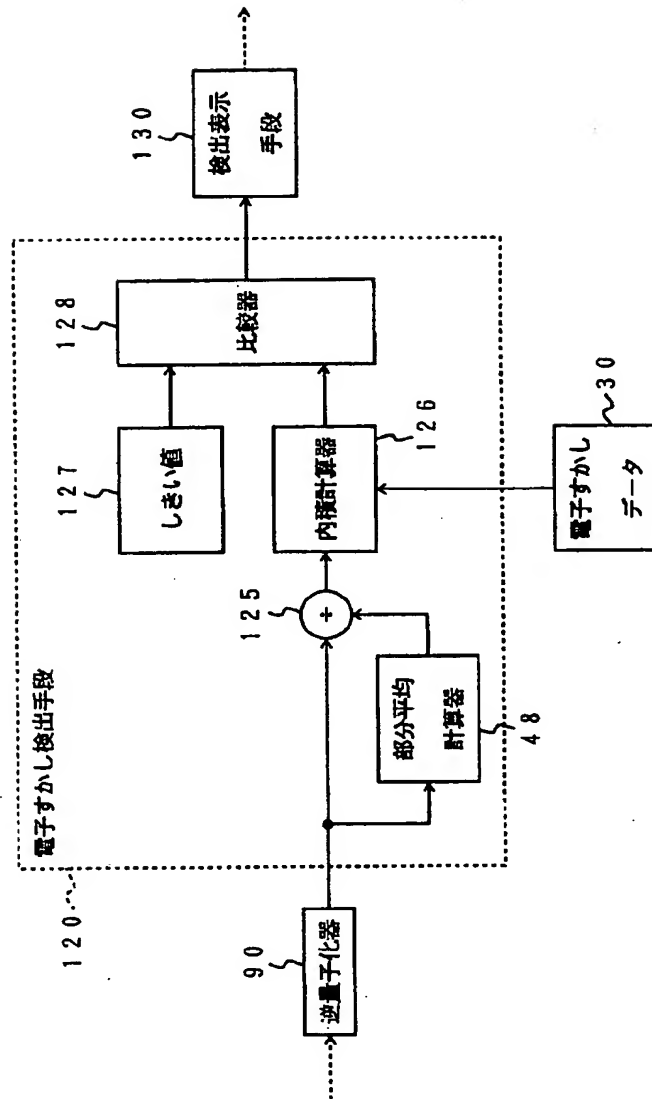 120
電子すかし検出手段
90
逆量子化器
部分平均
計算器
48
125
÷
127
しきい値
内積計算器
126
128
比較器
130
検出表示
手段
電子すかし
データ
30